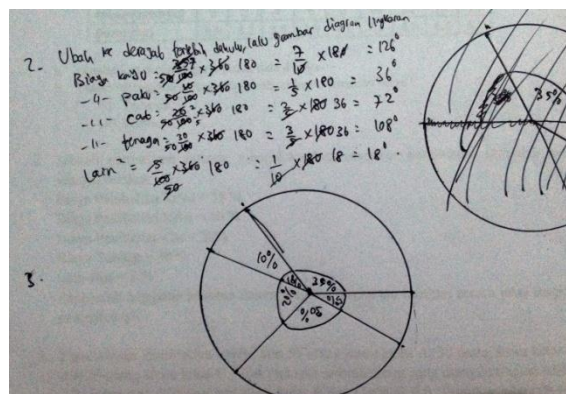 2. Ubah ke derajat terlebih dahulu, lalu gambar diagram lingkaran
Biaya kayu = 35/100 x 360 180 = 7/10 x 180 = 126°
-"- paku = 10/100 x 360 180 = 1/5 x 180 = 36°
-"- cat = 20/100 x 360 180 = 2/5 x 180 36 = 72°
-"- tenaga = 30/100 x 360 180 = 3/5 x 180 36 = 108°
Lain² = 5/100 50 x 360 180 = 1/10 x 180 18 = 18°.
35%
3.
10%
20%
30%